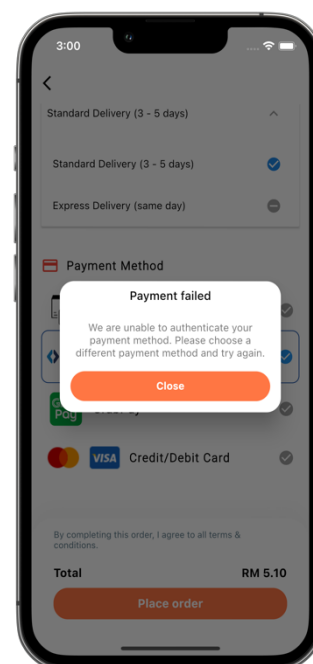 3:00
Standard Delivery (3 - 5 days)
Standard Delivery (3 - 5 days)
Express Delivery (same day)
Payment Method
Payment failed
We are unable to authenticate your
payment method. Please choose a
different payment method and try again.
Close
Pay
VISA Credit/Debit Card
By completing this order, I agree to all terms &
conditions.
Total RM 5.10
Place order